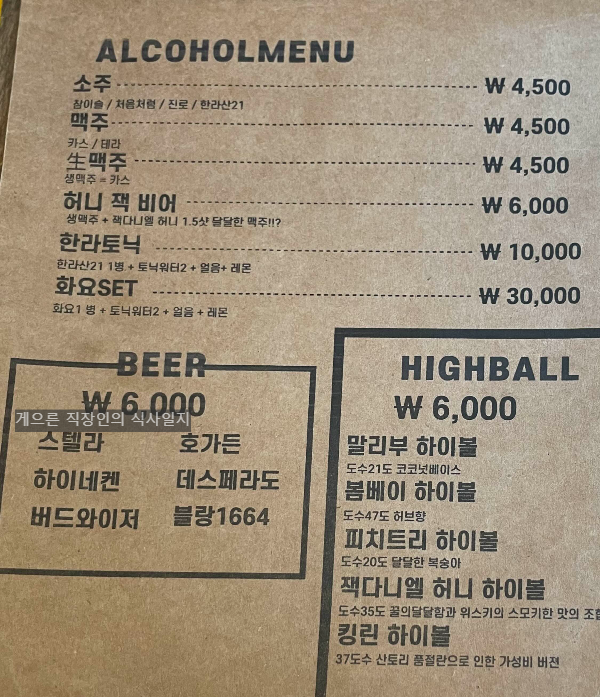 ALCOHOLMENU
소주 ₩ 4,500
참이슬 / 처음처럼 / 진로 / 한라산21
맥주 ₩ 4,500
카스 / 테라
生맥주 ₩ 4,500
생맥주 = 카스
허니 잭 비어 ₩ 6,000
생맥주 + 잭다니엘 허니 1.5샷 달달한 맥주!!?
한라토닉 ₩ 10,000
한라산21 1병 + 토닉워터2 + 얼음+ 레몬
화요SET ₩ 30,000
화요1 병 + 토닉워터2 + 얼음 + 레몬
BEER
₩ 6,000
게으른 직장인의 식사일지
스텔라 호가든
하이네켄 데스페라도
버드와이저 블랑1664
HIGHBALL
₩ 6,000
말리부 하이볼
도수21도 코코넛베이스
봄베이 하이볼
도수47도 허브향
피치트리 하이볼
도수20도 달달한 복숭아
잭다니엘 허니 하이볼
도수35도 꿀의달달함과 위스키의 스모키한 맛의
킹린 하이볼
37도수 산토리 품절란으로 인한 가성비 버젼